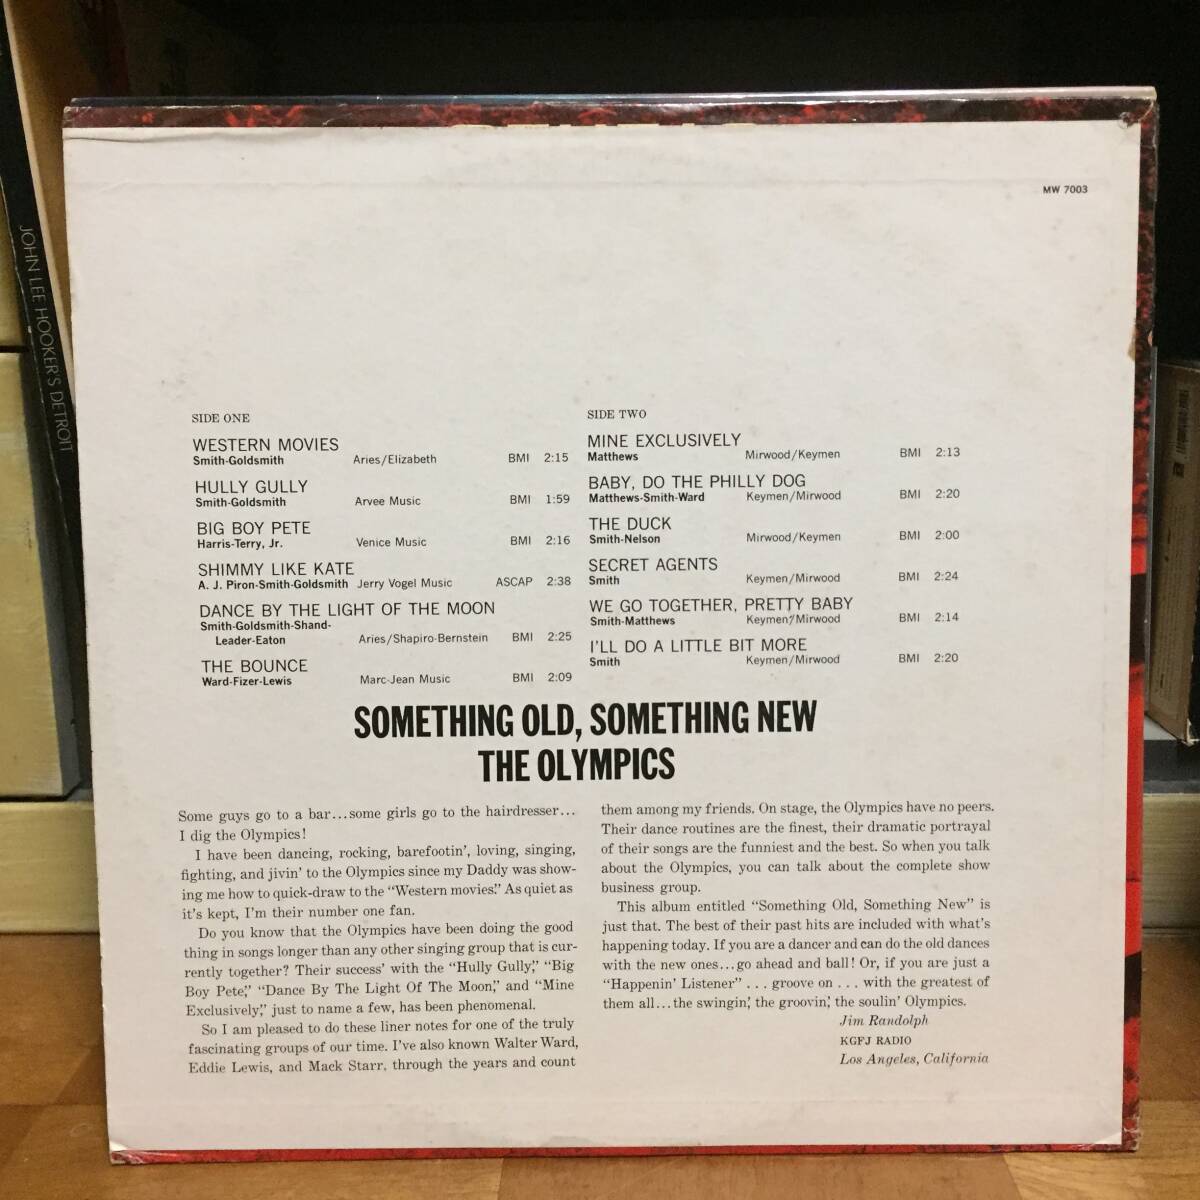 JOHN LEE HOOKER'S DETROIT
MW 7003
SIDE ONE
WESTERN MOVIES
Smith-Goldsmith Aries/Elizabeth BMI 2:15
HULLY GULLY
Smith-Goldsmith Arvee Music BMI 1:59
BIG BOY PETE
Harris-Terry, Jr. Venice Music BMI 2:16
SHIMMY LIKE KATE
A. J. Piron-Smith-Goldsmith Jerry Vogel Music ASCAP 2:38
DANCE BY THE LIGHT OF THE MOON
Smith-Goldsmith-Shand-
Leader-Eaton Aries/Shapiro-Bernstein BMI 2:25
THE BOUNCE
Ward-Fizer-Lewis Marc-Jean Music BMI 2:09
SIDE TWO
MINE EXCLUSIVELY
Matthews Mirwood/Keymen BMI 2:13
BABY, DO THE PHILLY DOG
Matthews-Smith-Ward Keymen/Mirwood BMI 2:20
THE DUCK
Smith-Nelson Mirwood/Keymen BMI 2:00
SECRET AGENTS
Smith Keymen/Mirwood BMI 2:24
WE GO TOGETHER, PRETTY BABY
Smith-Matthews Keymen/Mirwood BMI 2:14
I'LL DO A LITTLE BIT MORE
Smith Keymen/Mirwood BMI 2:20
SOMETHING OLD, SOMETHING NEW
THE OLYMPICS
Some guys go to a bar...some girls go to the hairdresser...
I dig the Olympics!
I have been dancing, rocking, barefootin', loving, singing,
fighting, and jivin' to the Olympics since my Daddy was show-
ing me how to quick-draw to the "Western movies." As quiet as
it's kept, I'm their number one fan.
Do you know that the Olympics have been doing the good
thing in songs longer than any other singing group that is cur-
rently together? Their success' with the "Hully Gully," "Big
Boy Pete," "Dance By The Light Of The Moon," and "Mine
Exclusively," just to name a few, has been phenomenal.
So I am pleased to do these liner notes for one of the truly
fascinating groups of our time. I've also known Walter Ward,
Eddie Lewis, and Mack Starr, through the years and count
them among my friends. On stage, the Olympics have no peers.
Their dance routines are the finest, their dramatic portrayal
of their songs are the funniest and the best. So when you talk
about the Olympics, you can talk about the complete show
business group.
This album entitled "Something Old, Something New" is
just that. The best of their past hits are included with what's
happening today. If you are a dancer and can do the old dances
with the new ones...go ahead and ball! Or, if you are just a
"Happenin' Listener" . . . groove on . . . with the greatest of
them all...the swingin', the groovin', the soulin' Olympics.
Jim Randolph
KGFJ RADIO
Los Angeles, California